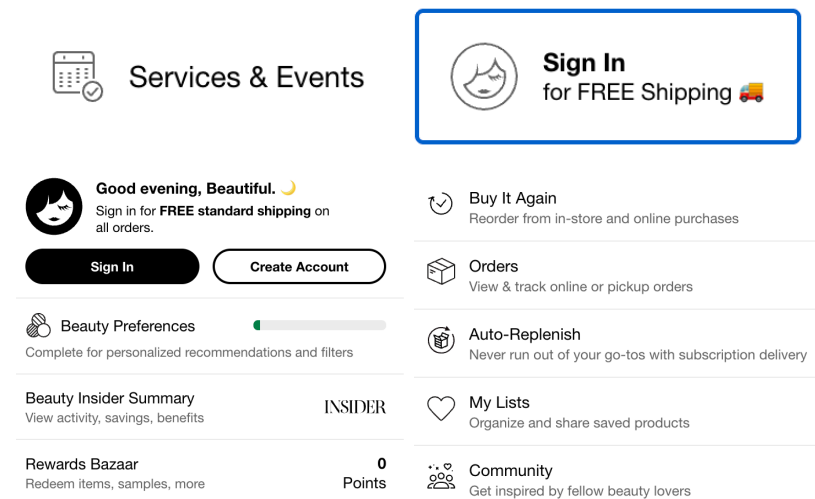 Services & Events
Sign In
for FREE Shipping 🚚
Good evening, Beautiful. 🌙
Sign in for FREE standard shipping on
all orders.
Sign In
Create Account
Beauty Preferences
Complete for personalized recommendations and filters
Beauty Insider Summary
View activity, savings, benefits
INSIDER
Rewards Bazaar
Redeem items, samples, more
0
Points
Buy It Again
Reorder from in-store and online purchases
Orders
View & track online or pickup orders
Auto-Replenish
Never run out of your go-tos with subscription delivery
My Lists
Organize and share saved products
Community
Get inspired by fellow beauty lovers